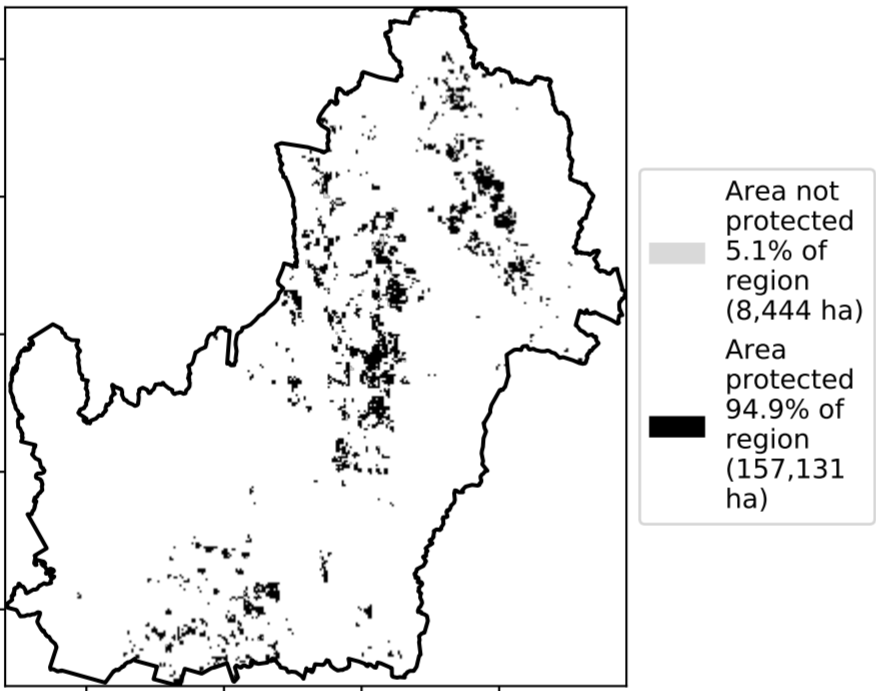 Area not
protected
5.1% of
region
(8,444 ha)
Area
protected
94.9% of
region
(157,131
ha)